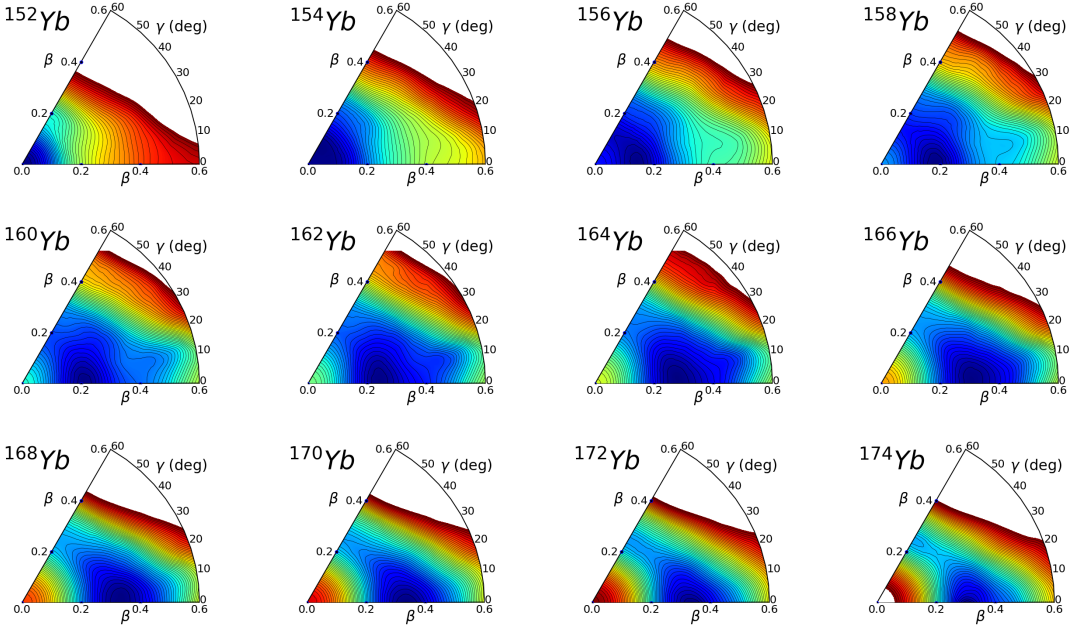 152Yb 0.6 60 50 γ (deg) 40 30 20 10 0 β 0.4 0.2 0.0 0.2 0.4 0.6 β
154Yb 0.6 60 50 γ (deg) 40 30 20 10 0 β 0.4 0.2 0.0 0.2 0.4 0.6 β
156Yb 0.6 60 50 γ (deg) 40 30 20 10 0 β 0.4 0.2 0.0 0.2 0.4 0.6 β
158Yb 0.6 60 50 γ (deg) 40 30 20 10 0 β 0.4 0.2 0.0 0.2 0.4 0.6 β
160Yb 0.6 60 50 γ (deg) 40 30 20 10 0 β 0.4 0.2 0.0 0.2 0.4 0.6 β
162Yb 0.6 60 50 γ (deg) 40 30 20 10 0 β 0.4 0.2 0.0 0.2 0.4 0.6 β
164Yb 0.6 60 50 γ (deg) 40 30 20 10 0 β 0.4 0.2 0.0 0.2 0.4 0.6 β
166Yb 0.6 60 50 γ (deg) 40 30 20 10 0 β 0.4 0.2 0.0 0.2 0.4 0.6 β
168Yb 0.6 60 50 γ (deg) 40 30 20 10 0 β 0.4 0.2 0.0 0.2 0.4 0.6 β
170Yb 0.6 60 50 γ (deg) 40 30 20 10 0 β 0.4 0.2 0.0 0.2 0.4 0.6 β
172Yb 0.6 60 50 γ (deg) 40 30 20 10 0 β 0.4 0.2 0.0 0.2 0.4 0.6 β
174Yb 0.6 60 50 γ (deg) 40 30 20 10 0 β 0.4 0.2 0.0 0.2 0.4 0.6 β